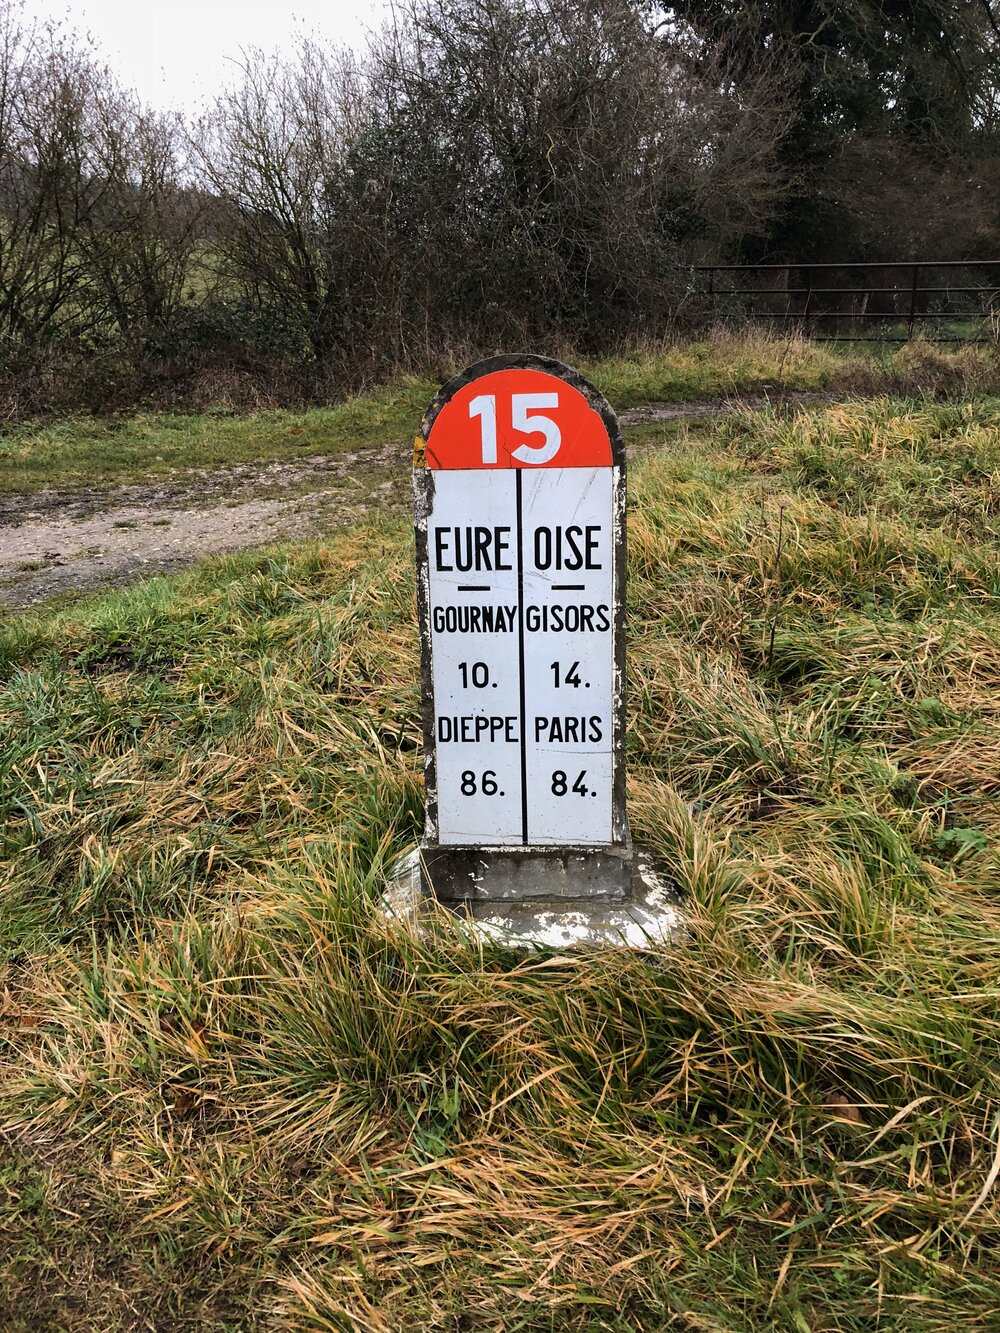 15
EURE
GOURNAY
10.
DIEPPE
86.
OISE
GISORS
14.
PARIS
84.